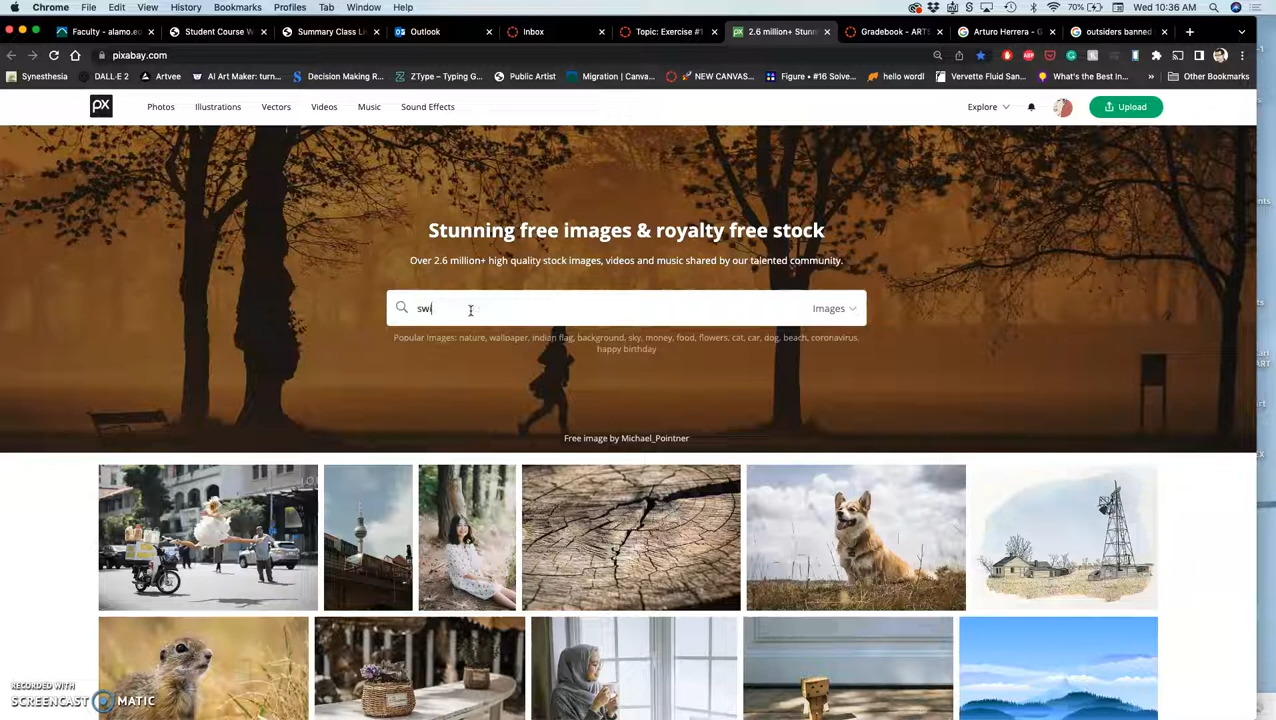 Chrome File Edit View History Bookmarks Profiles Tab Window Help 70% Wed 10:36 AM
Faculty - alamo.e Student Course W Summary Class Li Outlook Inbox Topic: Exercise #1 2.6 million+ Stunn Gradebook - ARTS Arturo Herrera - G outsiders banned
pixabay.com
Synesthesia DALL·E 2 Artvee AI Art Maker: turn... Decision Making R... ZType – Typing G... Public Artist Migration | Canva... NEW CANVAS... Figure • #16 Solve... hello wordl Vervette Fluid San... What's the Best In... » Other Bookmarks
px Photos Illustrations Vectors Videos Music Sound Effects Explore Upload
Stunning free images & royalty free stock
Over 2.6 million+ high quality stock images, videos and music shared by our talented community.
swi Images
Popular Images: nature, wallpaper, indian flag, background, sky, money, food, flowers, cat, car, dog, beach, coronavirus,
happy birthday
Free image by Michael_Pointner
RECORDED WITH
SCREENCAST MATIC